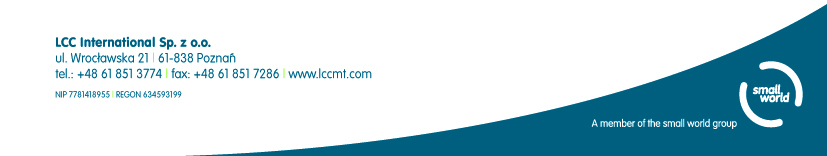 LCC International Sp. z o.o.
ul. Wrocławska 21 | 61-838 Poznań
tel.: +48 61 851 3774 | fax: +48 61 851 7286 | www.lccmt.com
NIP 7781418955 | REGON 634593199
small
world
A member of the small world group